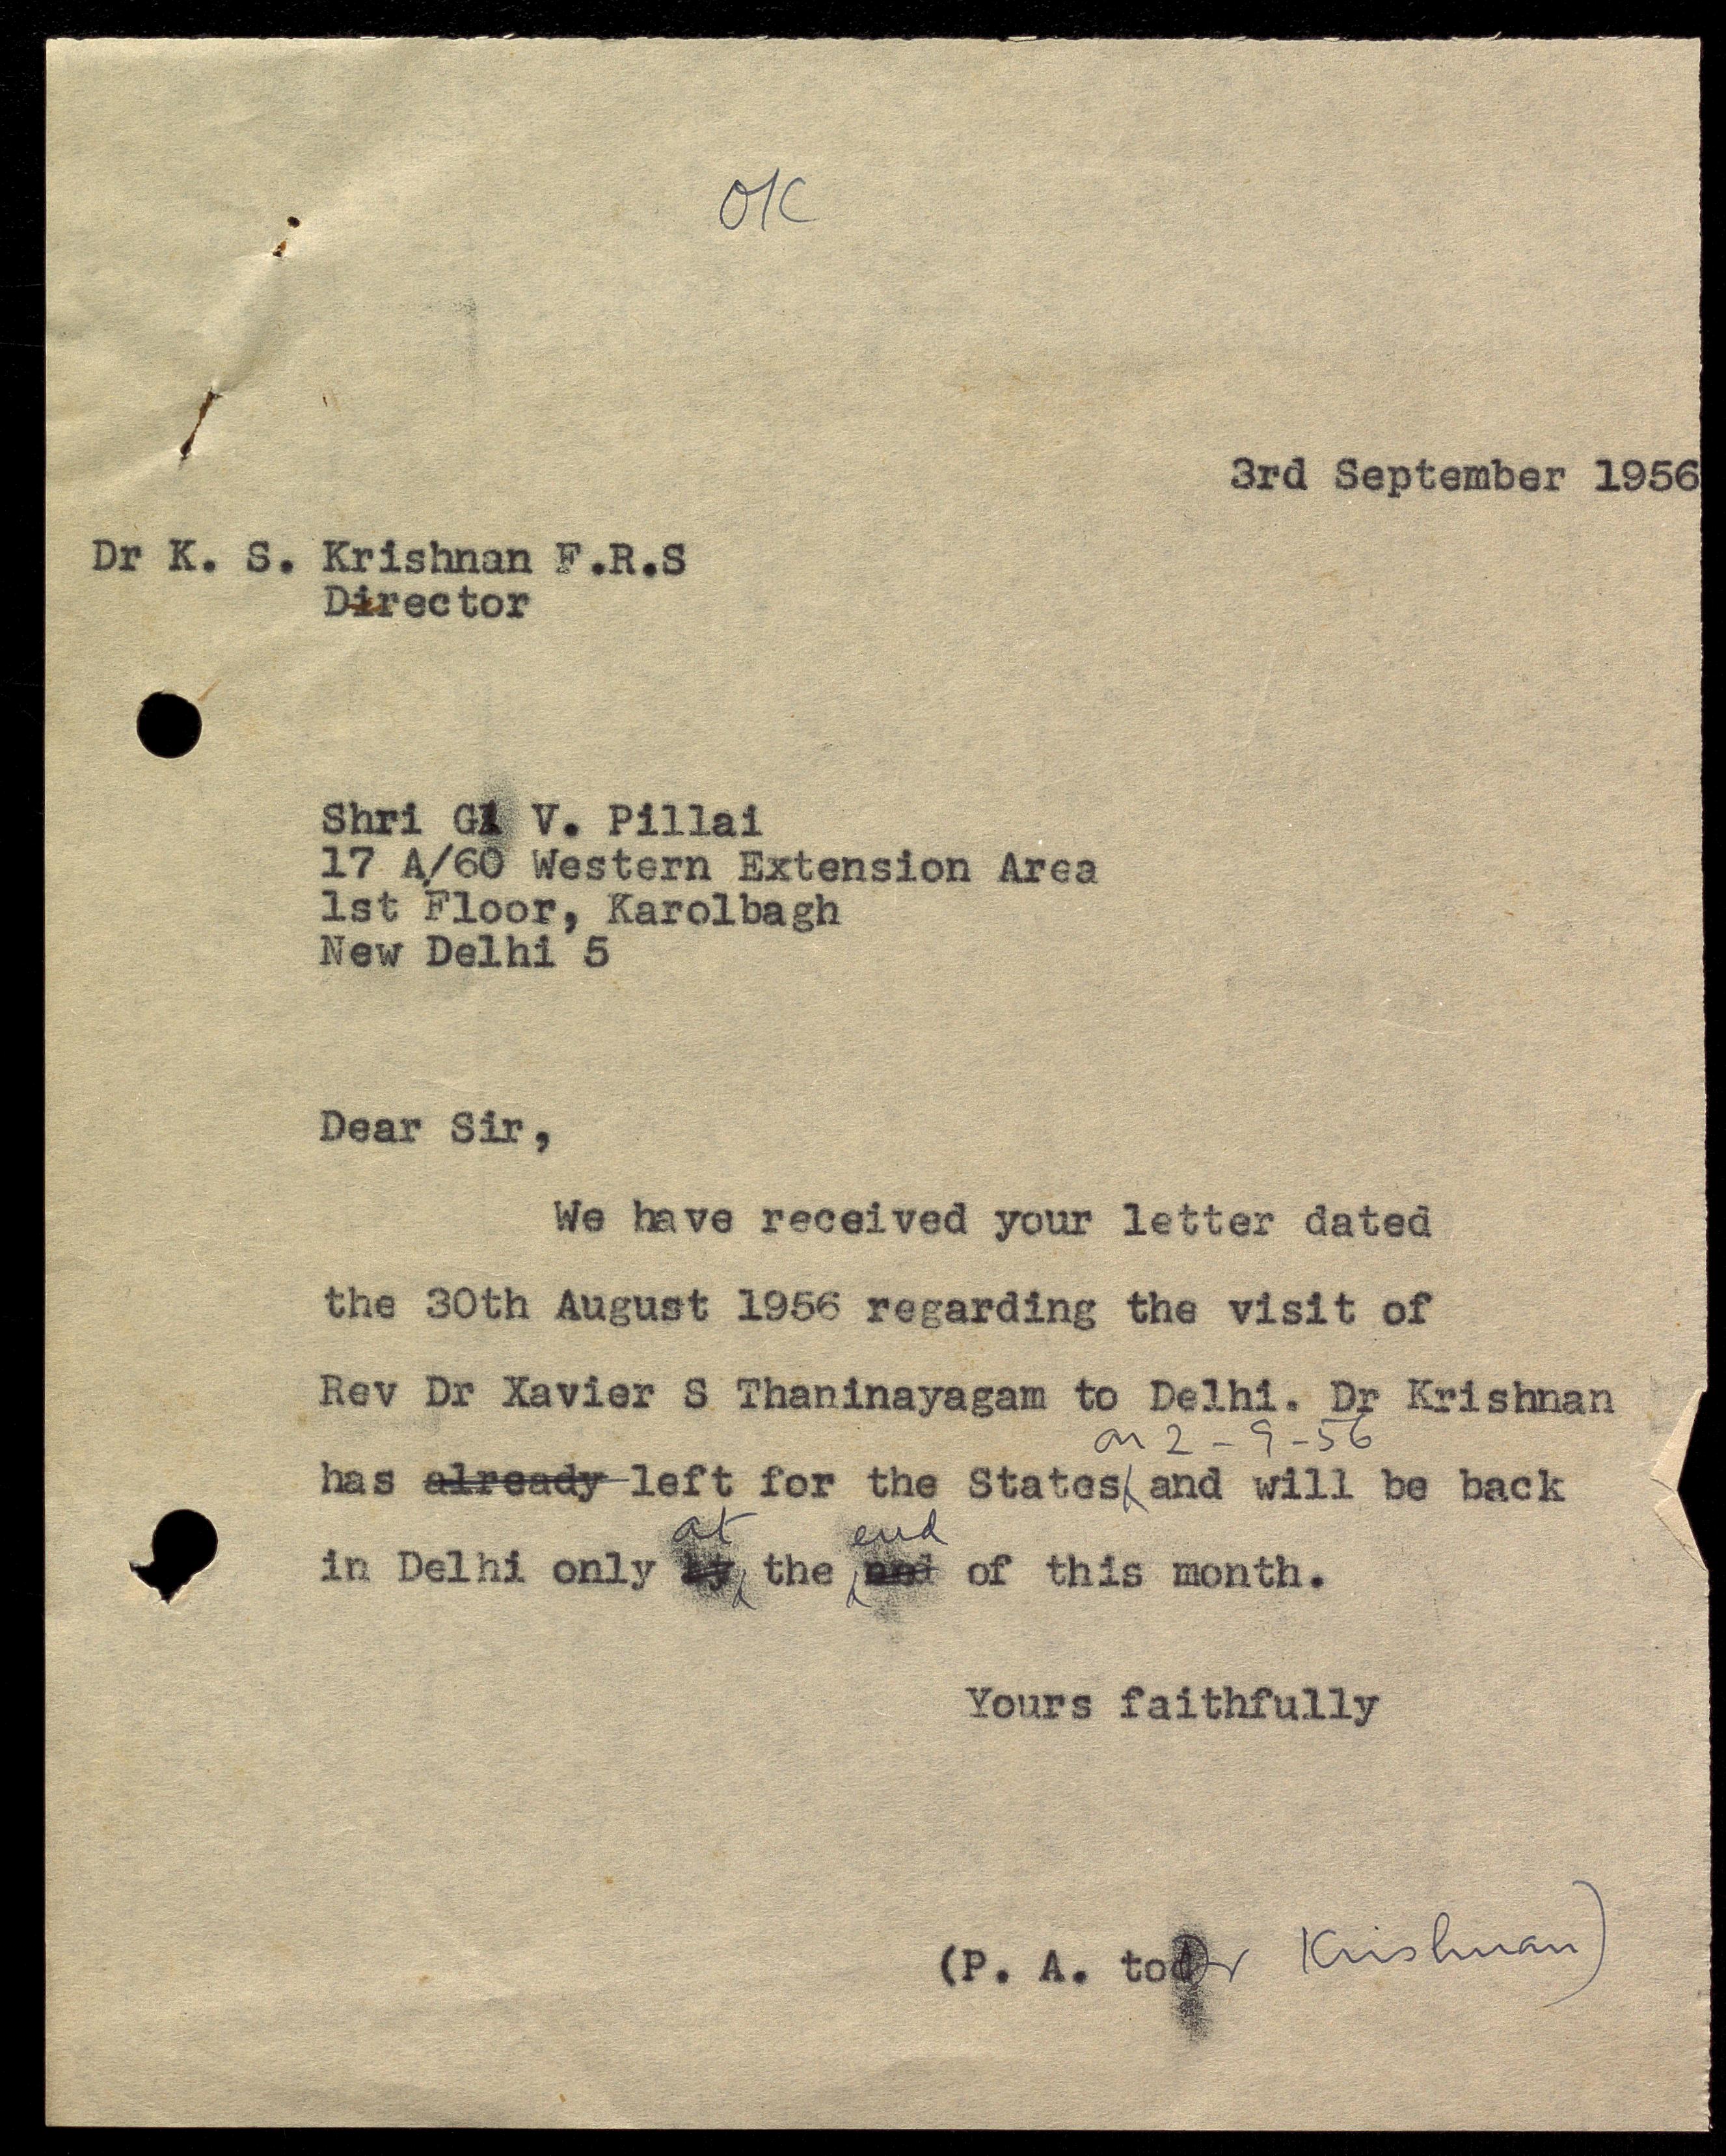 OK
3rd September 1956
Dr K. S. Krishnan F.R.S
Director
Shri G. V. Pillai
17 A/60 Western Extension Area
1st Floor, Karolbagh
New Delhi 5
Dear Sir,
We have received your letter dated
the 30th August 1956 regarding the visit of
Rev Dr Xavier S Thaninayagam to Delhi. Dr Krishnan
on 2-9-56
has already left for the States and will be back
at end
in Delhi only by the end of this month.
Yours faithfully
(P. A. to Dr Krishnan)